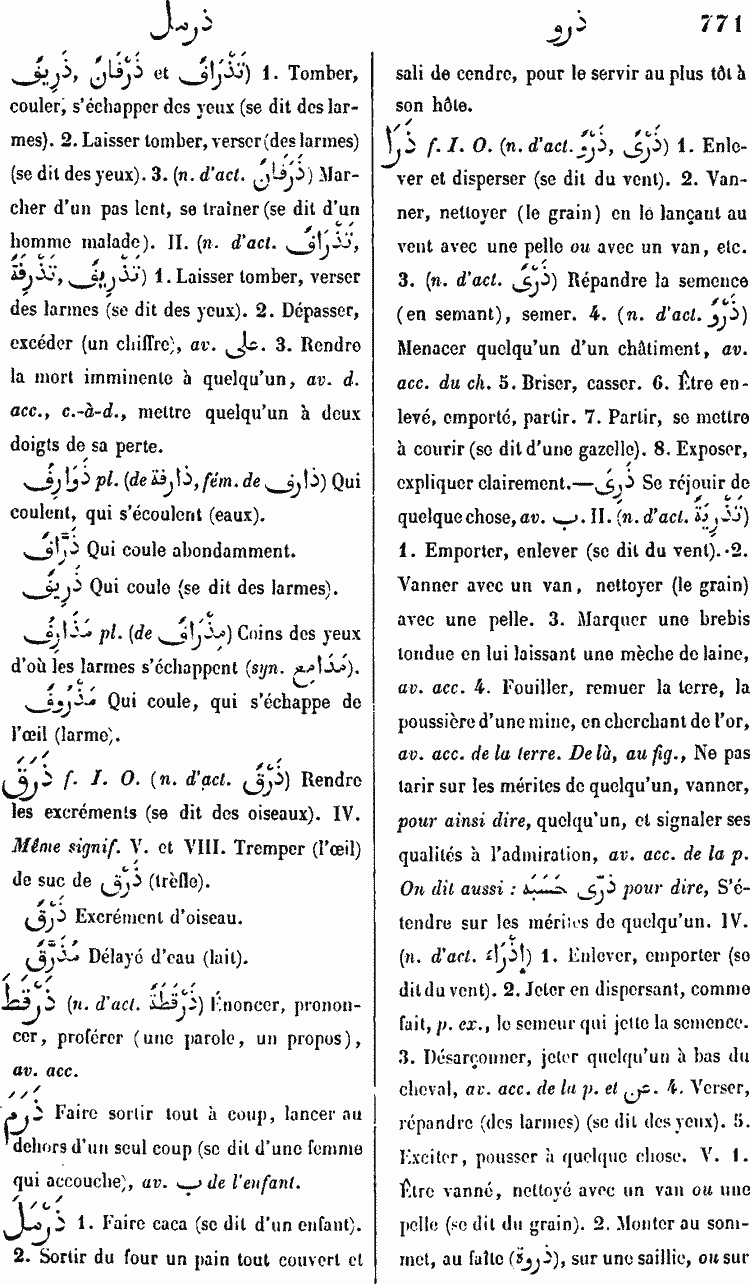 ذرمل
ذرو
771
ذَرِيفٌ, ذَرْفَانٌ et تَذْرَافٌ) 1. Tomber,
couler, s'échapper des yeux (se dit des lar-
mes). 2. Laisser tomber, verser (des larmes)
(se dit des yeux). 3. (n. d'act. ذَرَفَانٌ) Mar-
cher d'un pas lent, se traîner (se dit d'un
homme malade). II. (n. d'act. تَذْرَافٌ,
تَذْرِيفٌ, تَذْرِفَةٌ) 1. Laisser tomber, verser
des larmes (se dit des yeux). 2. Dépasser,
excéder (un chiffre), av. على. 3. Rendre
la mort imminente à quelqu'un, av. d.
acc., c.-à-d., mettre quelqu'un à deux
doigts de sa perte.
ذَوَارِفُ pl. (de ذارفة, fém. de ذارف) Qui
coulent, qui s'écoulent (eaux).
ذَرَّافٌ Qui coule abondamment.
ذَرِيفٌ Qui coule (se dit des larmes).
مَذَارِفُ pl. (de مِذْرَافٌ) Coins des yeux
d'où les larmes s'échappent (syn. مَدَامِع).
مَذْرُوفٌ Qui coule, qui s'échappe de
l'œil (larme).
ذَرَقَ f. I. O. (n. d'act. ذَرْقٌ) Rendre
les excréments (se dit des oiseaux). IV.
Même signif. V. et VIII. Tremper (l'œil)
de suc de ذُرَق (trèfle).
ذَرْقٌ Excrément d'oiseau.
مُذَرَّقٌ Délayé d'eau (lait).
ذَرْقَطَ (n. d'act. ذَرْقَطَةٌ) Énoncer, pronon-
cer, proférer (une parole, un propos),
av. acc.
ذَرَمَ Faire sortir tout à coup, lancer au
dehors d'un seul coup (se dit d'une femme
qui accouche), av. ب de l'enfant.
ذَرْمَلَ 1. Faire caca (se dit d'un enfant).
2. Sortir du four un pain tout couvert et
sali de cendre, pour le servir au plus tôt à
son hôte.
ذَرَا f. I. O. (n. d'act. ذَرْوٌ, ذَرْىٌ) 1. Enle-
ver et disperser (se dit du vent). 2. Van-
ner, nettoyer (le grain) en le lançaut au
vent avec une pelle ou avec un van, etc.
3. (n. d'act. ذَرْىٌ) Répandre la semence
(en semant), semer. 4. (n. d'act. ذَرْوٌ)
Menacer quelqu'un d'un châtiment, av.
acc. du ch. 5. Briser, casser. 6. Être en-
levé, emporté, partir. 7. Partir, se mettre
à courir (se dit d'une gazelle). 8. Exposer,
expliquer clairement.—ذَرِىَ Se réjouir de
quelque chose, av. ب. II. (n. d'act. تَذْرِيَةٌ)
1. Emporter, enlever (se dit du vent). 2.
Vanner avec un van, nettoyer (le grain)
avec une pelle. 3. Marquer une brebis
tondue en lui laissant une mèche de laine,
av. acc. 4. Fouiller, remuer la terre, la
poussière d'une mine, en cherchant de l'or,
av. acc. de la terre. De là, au fig., Ne pas
tarir sur les mérites de quelqu'un, vanner,
pour ainsi dire, quelqu'un, et signaler ses
qualités à l'admiration, av. acc. de la p.
On dit aussi : ذَرَّى حَسَبَهُ pour dire, S'é-
tendre sur les mérites de quelqu'un. IV.
(n. d'act. إِذْرَاءٌ) 1. Enlever, emporter (se
dit du vent). 2. Jeter en dispersant, comme
fait, p. ex., le semeur qui jette la semence.
3. Désarçonner, jeter quelqu'un à bas du
cheval, av. acc. de la p. et عن. 4. Verser,
répandre (des larmes) (se dit des yeux). 5.
Exciter, pousser à quelque chose. V. 1.
Être vanné, nettoyé avec un van ou une
pelle (se dit du grain). 2. Monter au som-
met, au faîte (ذروة), sur une saillie, ou sur